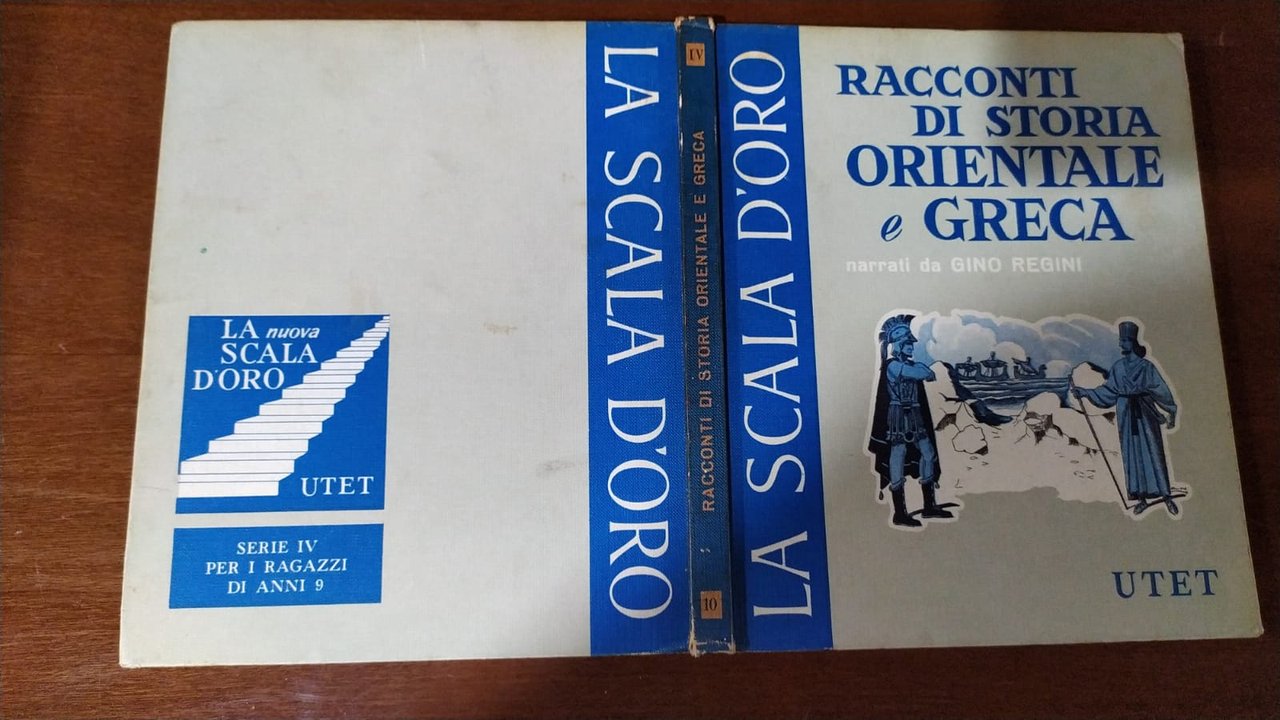 LA nuova
SCALA
D'ORO
UTET
SERIE IV
PER I RAGAZZI
DI ANNI 9
LA SCALA D'ORO
IV
RACCONTI DI STORIA ORIENTALE E GRECA
10
LA SCALA D'ORO
RACCONTI
DI STORIA
ORIENTALE
e GRECA
narrati da GINO REGINI
UTET